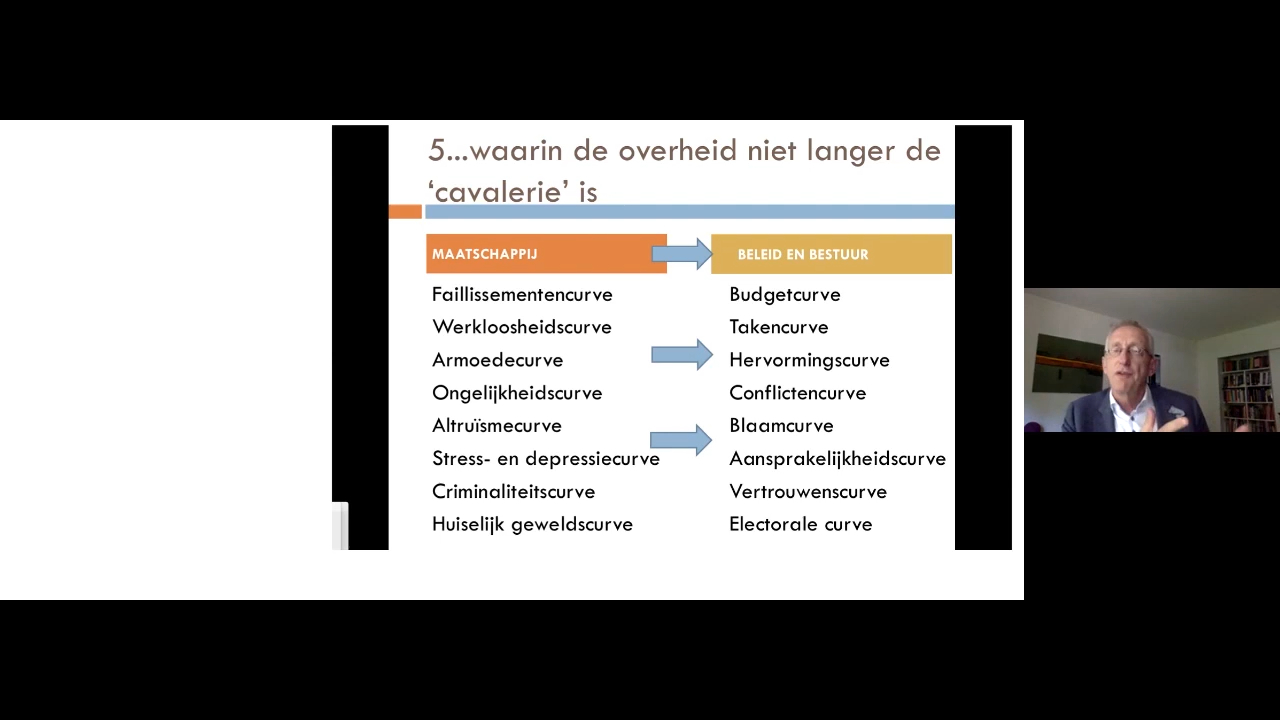 5...waarin de overheid niet langer de
‘cavalerie’ is
MAATSCHAPPIJ
Faillissementencurve
Werkloosheidscurve
Armoedecurve
Ongelijkheidscurve
Altruïsmecurve
Stress- en depressiecurve
Criminaliteitscurve
Huiselijk geweldscurve
BELEID EN BESTUUR
Budgetcurve
Takencurve
Hervormingscurve
Conflictencurve
Blaamcurve
Aansprakelijkheidscurve
Vertrouwenscurve
Electorale curve